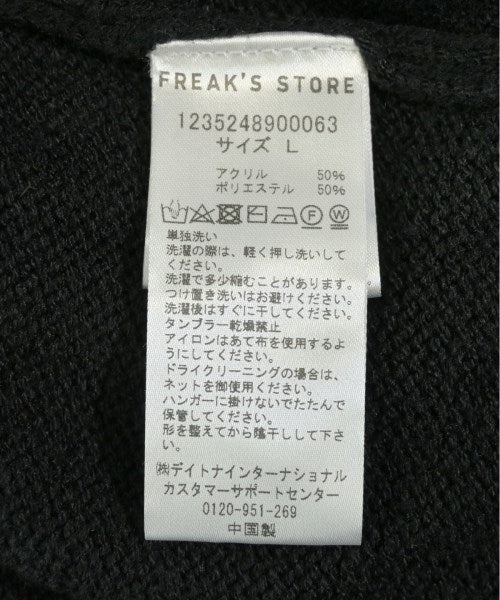 FREAK'S STORE
1235248900063
サイズ L
アクリル 50%
ポリエステル 50%
F W
単独洗い
洗濯の際は、軽く押し洗いして
ください。
洗濯で多少縮むことがあります。
つけ置き洗いはお避けください。
洗濯後はすぐに干してください。
タンブラー乾燥禁止
アイロンはあて布を使用するよ
うにしてください。
ドライクリーニングの場合は、
ネットを御使用ください。
ハンガーに掛けないでたたんで
保管してください。
形を整えてから陰干しして下さ
い。
㈱デイトナインターナショナル
カスタマーサポートセンター
0120-951-269
中国製